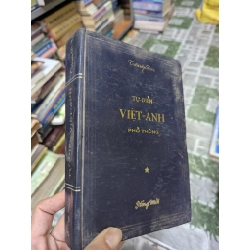 TỰ-ĐIỂN
VIỆT-ANH
PHỔ THÔNG
Sống Mới